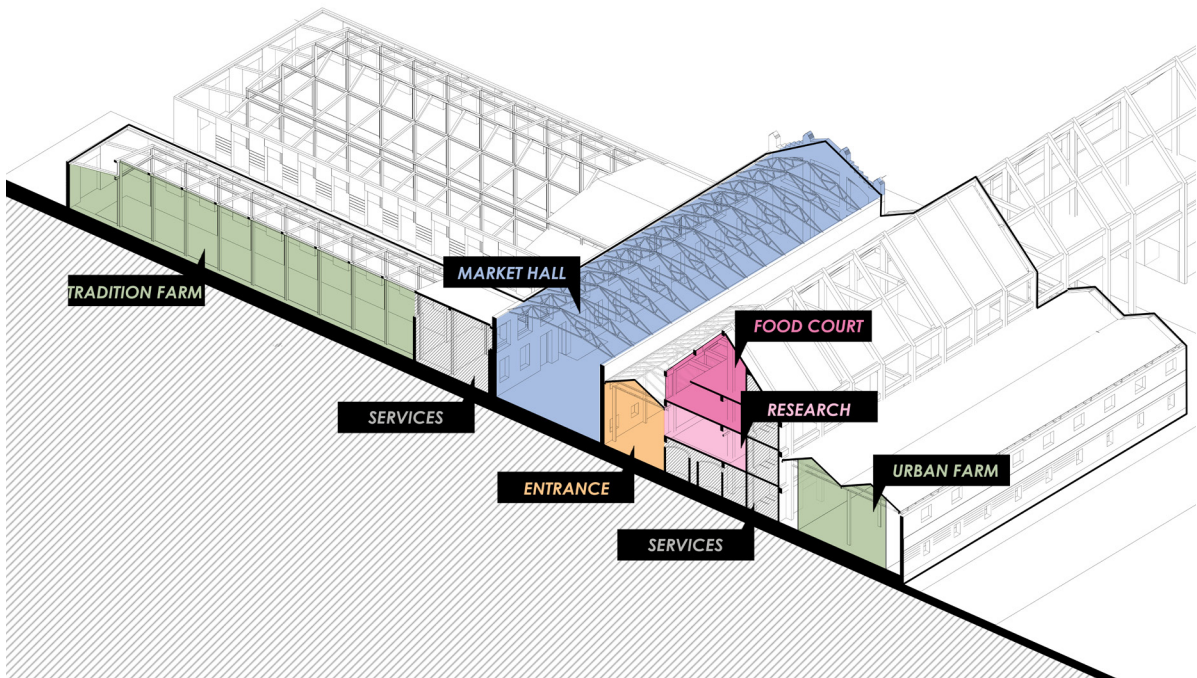 MARKET HALL
TRADITION FARM
FOOD COURT
RESEARCH
SERVICES
URBAN FARM
ENTRANCE
SERVICES